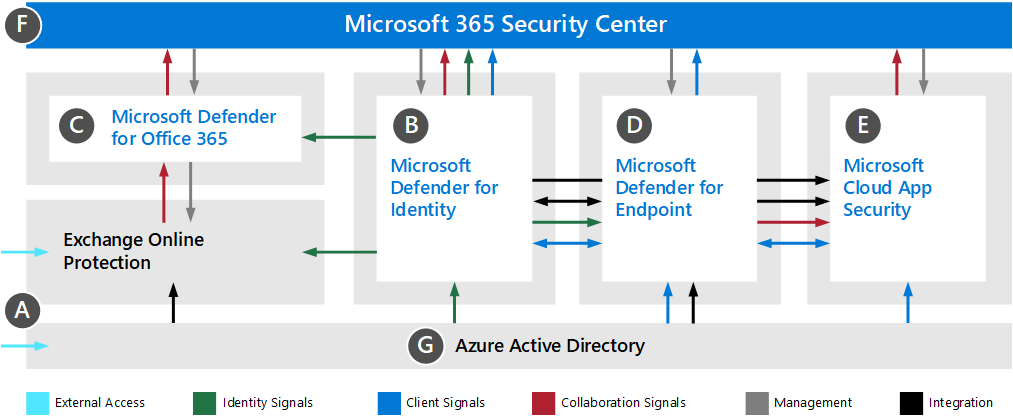 F
Microsoft 365 Security Center
C
Microsoft Defender
for Office 365
B
Microsoft
Defender for
Identity
D
Microsoft
Defender for
Endpoint
E
Microsoft
Cloud App
Security
Exchange Online
Protection
A
G
Azure Active Directory
External Access
Identity Signals
Client Signals
Collaboration Signals
Management
Integration